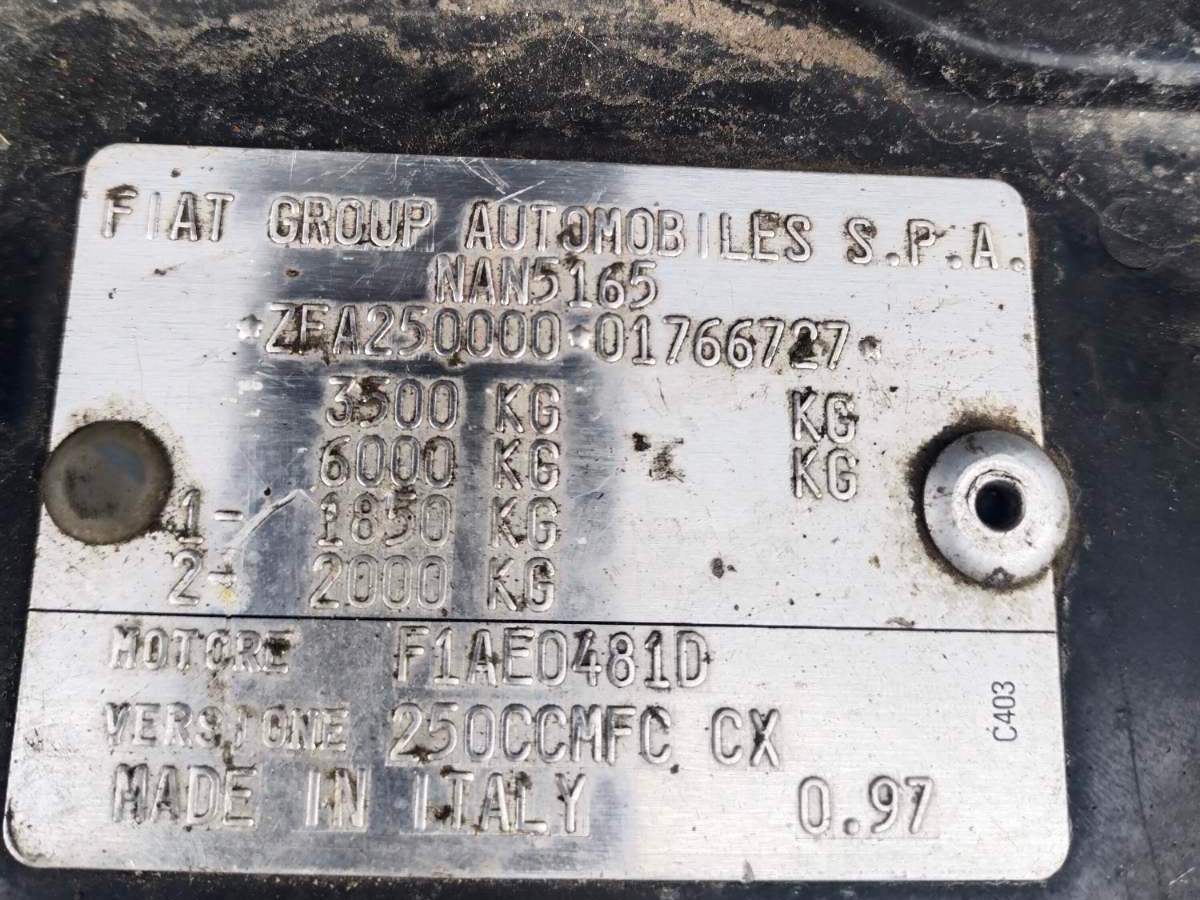 FIAT GROUP AUTOMOBILES S.P.A.
NAN5165
*ZFA250000*01766727*
3500 KG KG
6000 KG KG
1- 1850 KG
2- 2000 KG
MOTORE F1AE0481D
VERSIONE 250CCMFC CX
MADE IN ITALY 0.97
C403